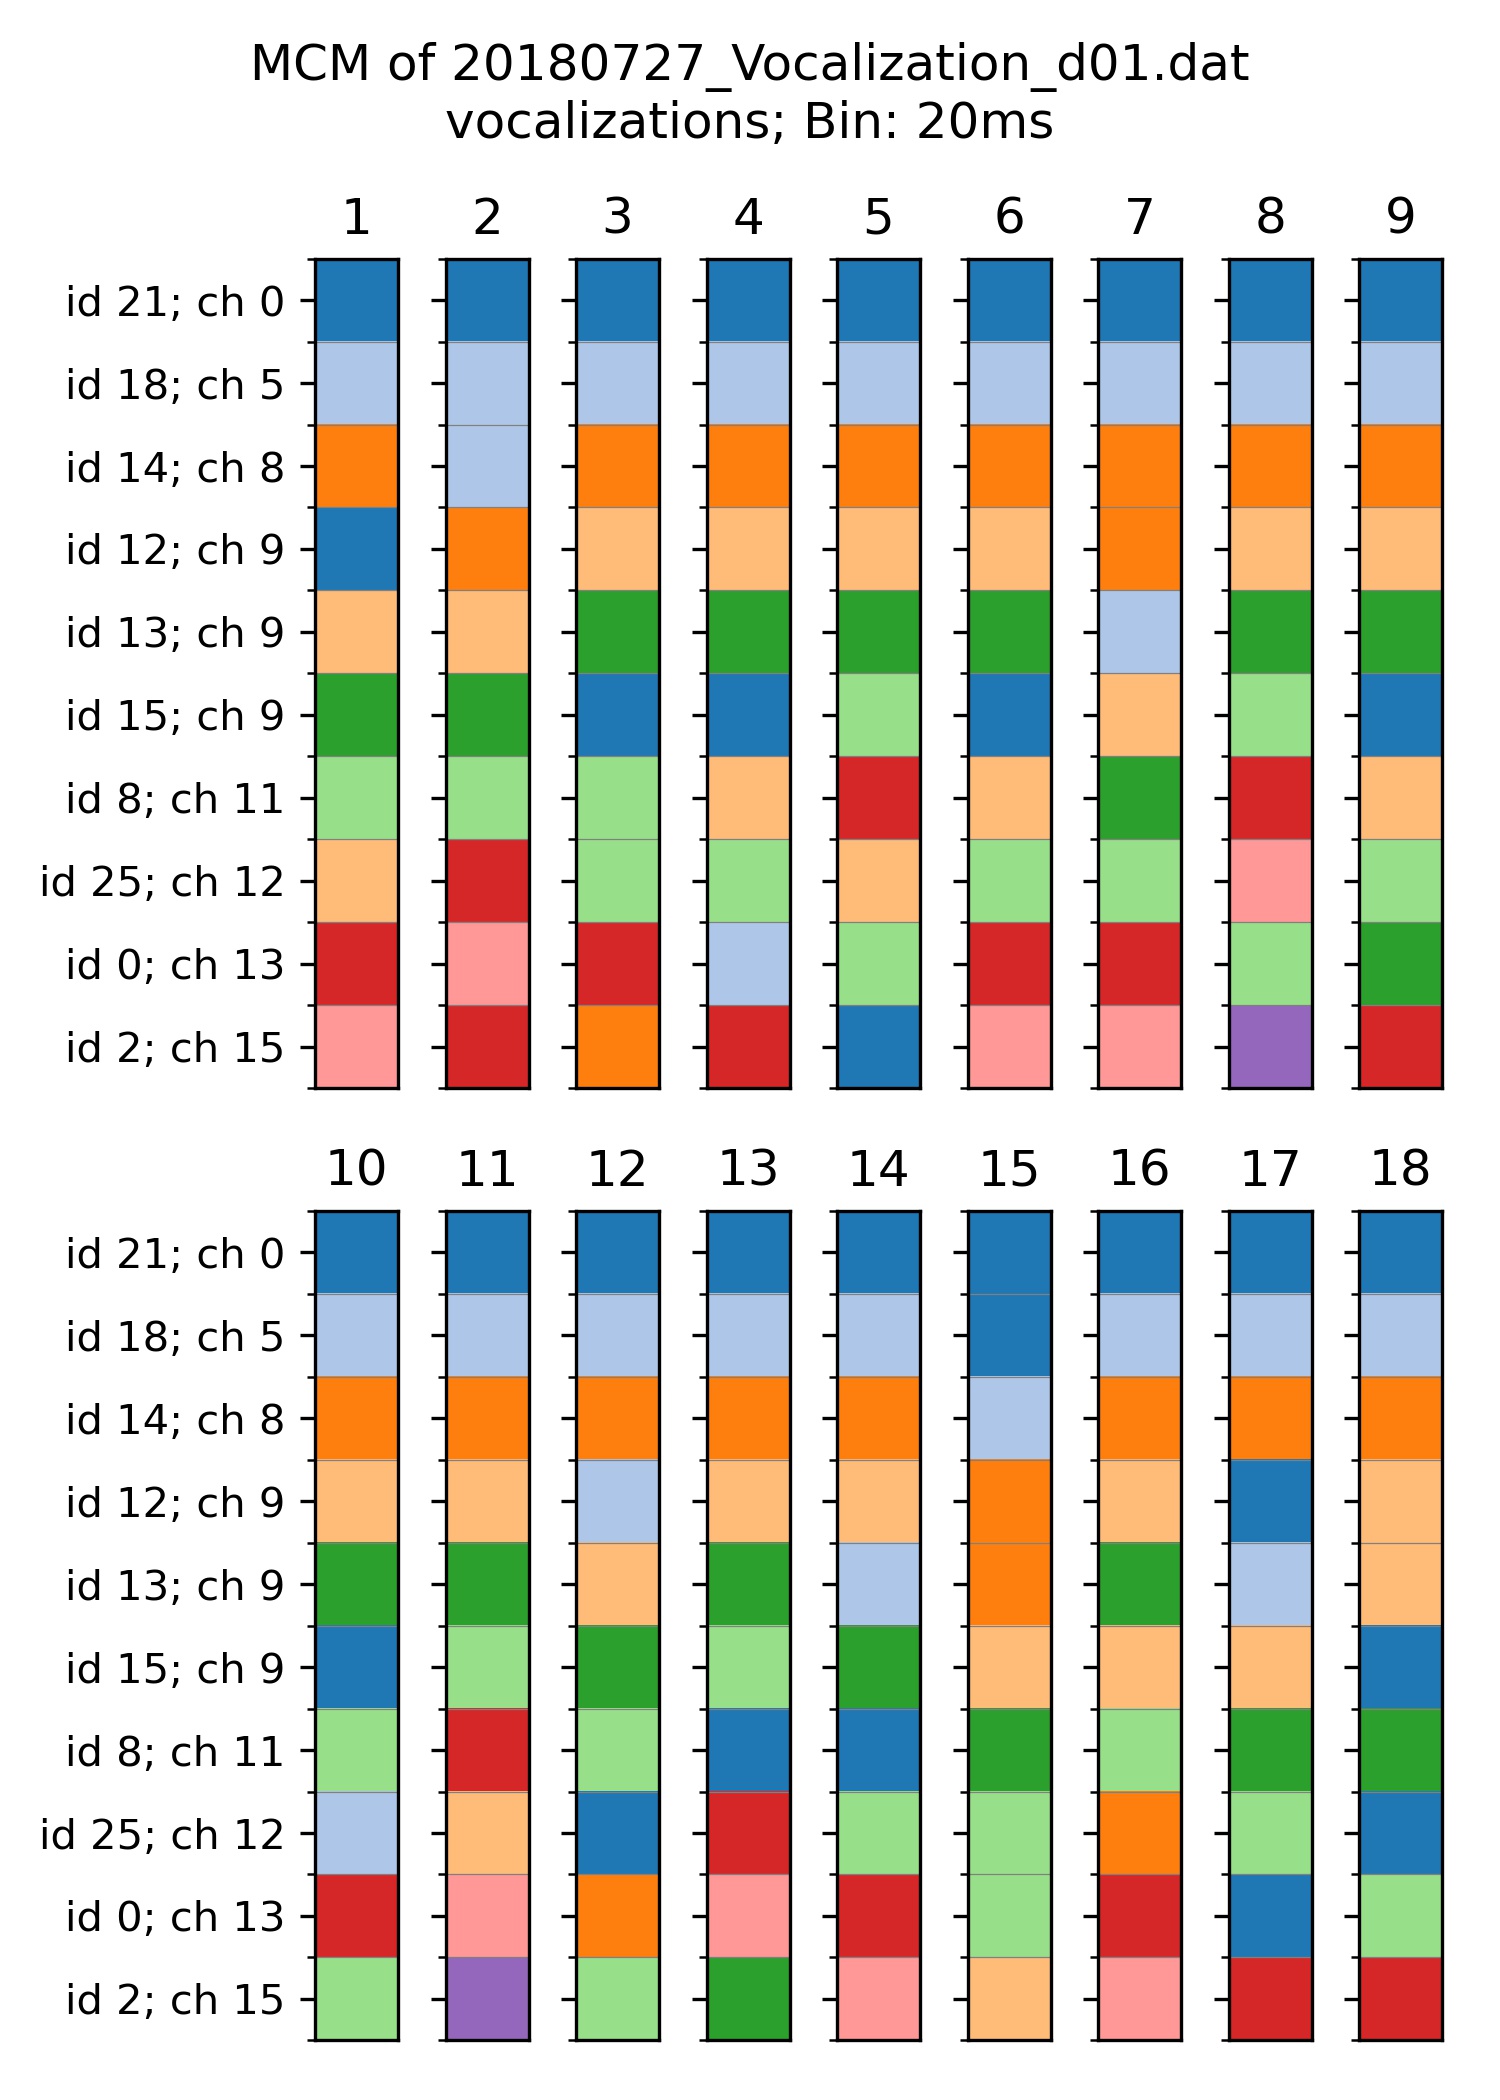 MCM of 20180727_Vocalization_d01.dat
vocalizations; Bin: 20ms
1 2 3 4 5 6 7 8 9
id 21; ch 0
id 18; ch 5
id 14; ch 8
id 12; ch 9
id 13; ch 9
id 15; ch 9
id 8; ch 11
id 25; ch 12
id 0; ch 13
id 2; ch 15
10 11 12 13 14 15 16 17 18
id 21; ch 0
id 18; ch 5
id 14; ch 8
id 12; ch 9
id 13; ch 9
id 15; ch 9
id 8; ch 11
id 25; ch 12
id 0; ch 13
id 2; ch 15